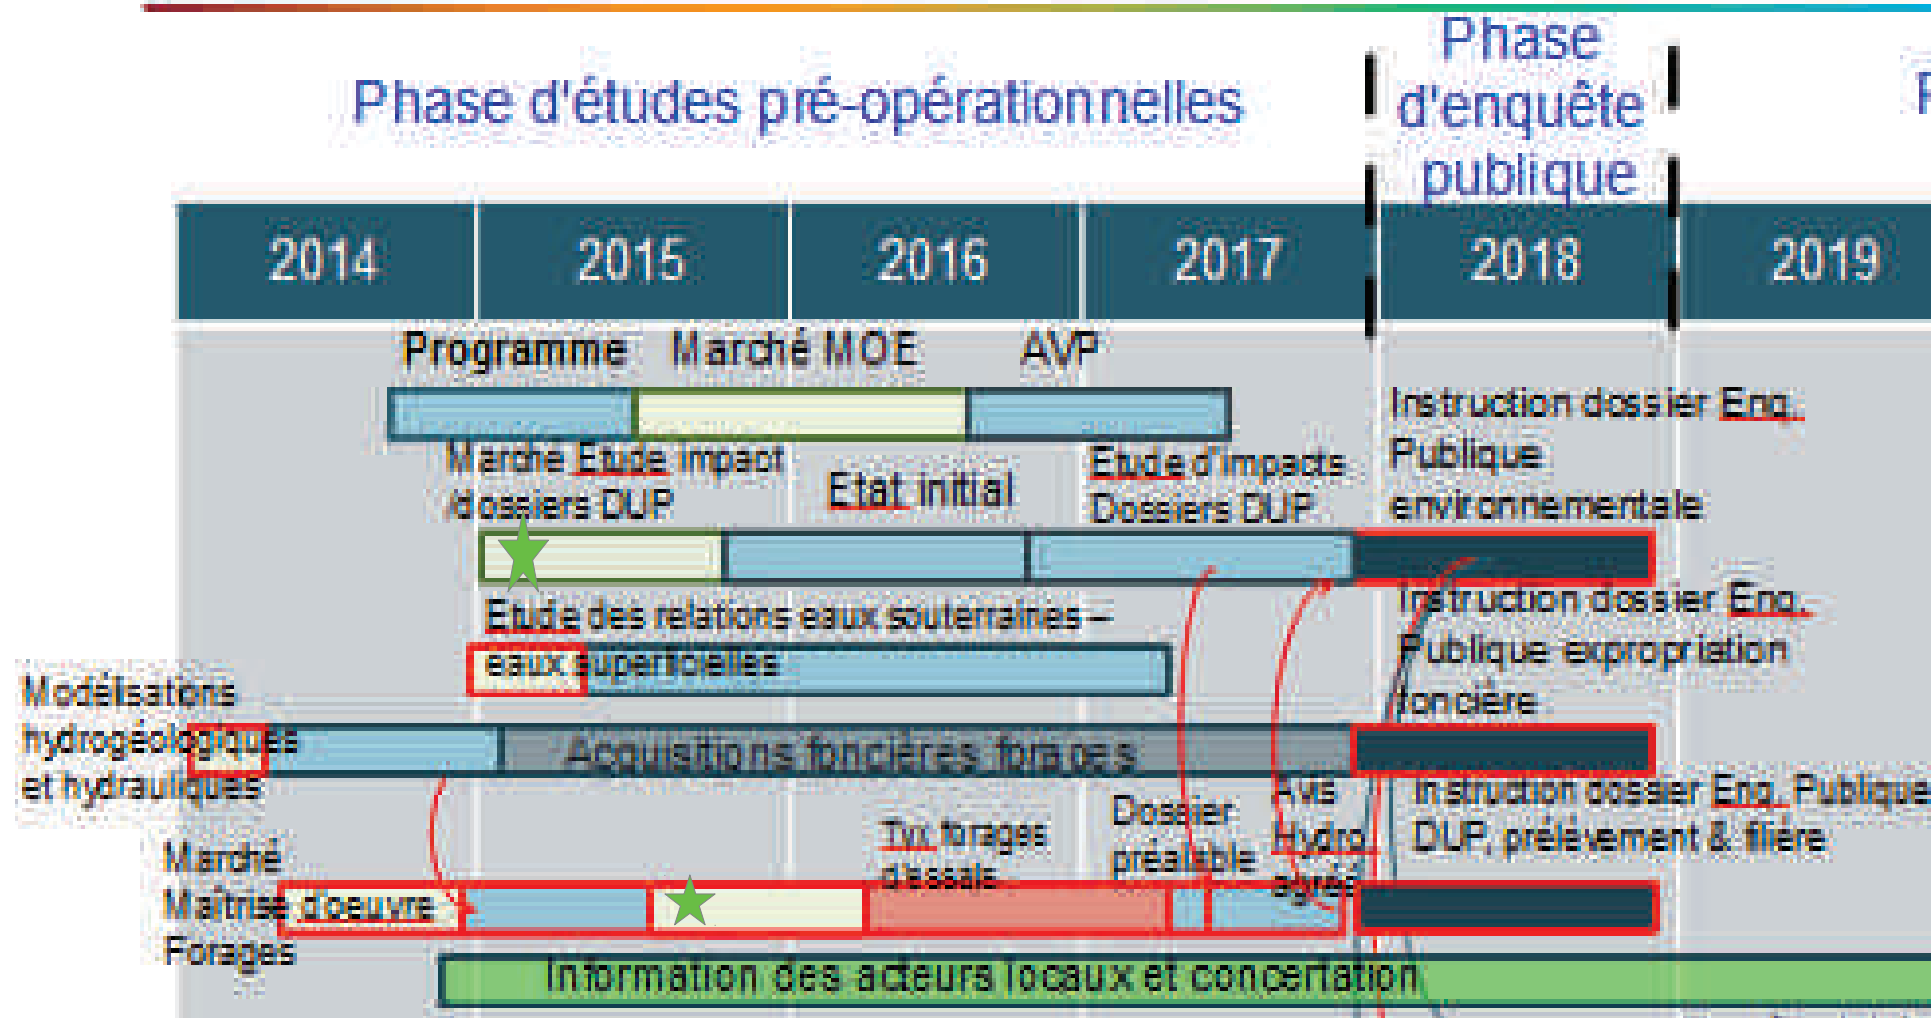 Phase d'études pré-opérationnelles
Phase
d'enquête
publique
2014
2015
2016
2017
2018
2019
Programme
Marché MOE
AVP
Marché Etude impact
/dossiers DUP
Etat initial
Etude d'impacts
Dossiers DUP
Instruction dossier Enq.
Publique
environnementale
Etude des relations eaux souterraines –
eaux superficielles
Instruction dossier Enq.
Publique expropriation
foncière
Modélisations
hydrogéologiques
et hydrauliques
Acquisitions foncières forages
Marché
Maîtrise d'oeuvre
Forages
Tvx forages
d'essais
Dossier
préalable
Avis
Hydro
agréé
Instruction dossier Enq. Publique
DUP, prélèvement & filière
Information des acteurs locaux et concertation